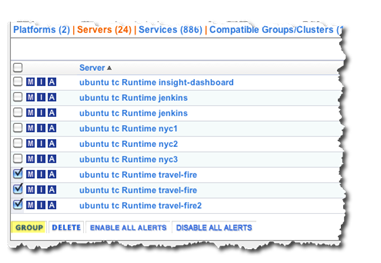 Platforms (2) | Servers (24) | Services (886) | Compatible Groups/Clusters (
Server
M I A ubuntu tc Runtime insight-dashboard
M I A ubuntu tc Runtime jenkins
M I A ubuntu tc Runtime jenkins
M I A ubuntu tc Runtime nyc1
M I A ubuntu tc Runtime nyc2
M I A ubuntu tc Runtime nyc3
M I A ubuntu tc Runtime travel-fire
M I A ubuntu tc Runtime travel-fire
M I A ubuntu tc Runtime travel-fire2
GROUP DELETE ENABLE ALL ALERTS DISABLE ALL ALERTS